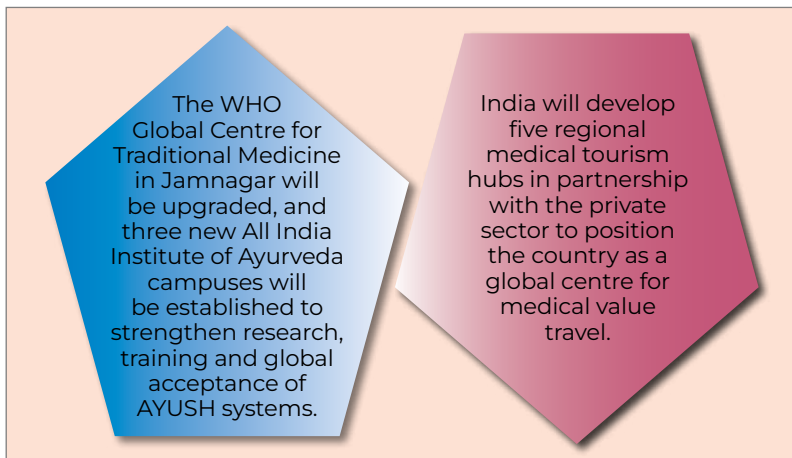 The WHO
Global Centre for
Traditional Medicine
in Jamnagar will
be upgraded, and
three new All India
Institute of Ayurveda
campuses will
be established to
strengthen research,
training and global
acceptance of
AYUSH systems.
India will develop
five regional
medical tourism
hubs in partnership
with the private
sector to position
the country as a
global centre for
medical value
travel.